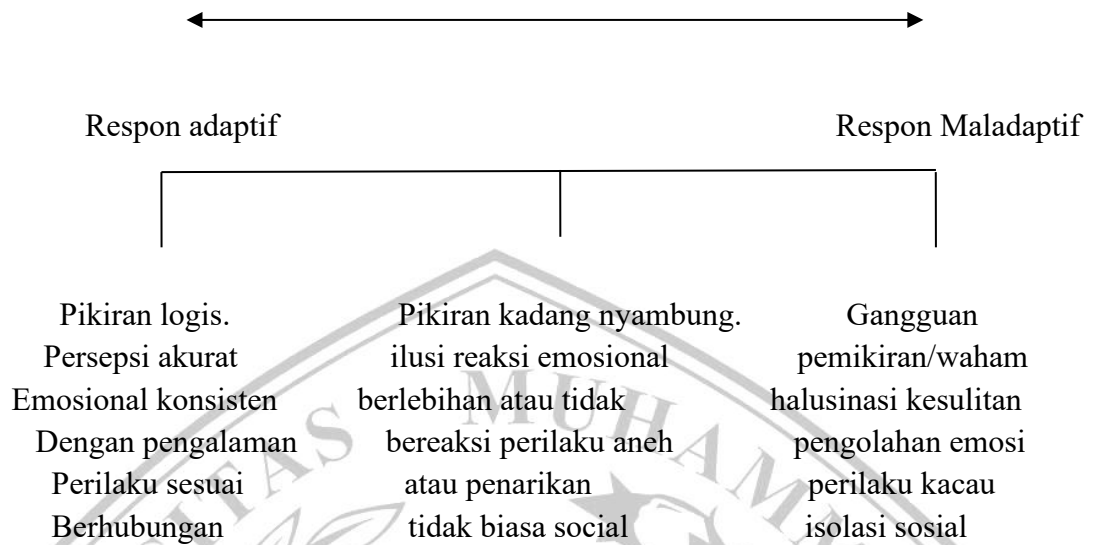 Respon adaptif
Respon Maladaptif
Pikiran logis.
Persepsi akurat
Emosional konsisten
Dengan pengalaman
Perilaku sesuai
Berhubungan
Pikiran kadang nyambung.
ilusi reaksi emosional
berlebihan atau tidak
bereaksi perilaku aneh
atau penarikan
tidak biasa social
Gangguan
pemikiran/waham
halusinasi kesulitan
pengolahan emosi
perilaku kacau
isolasi sosial